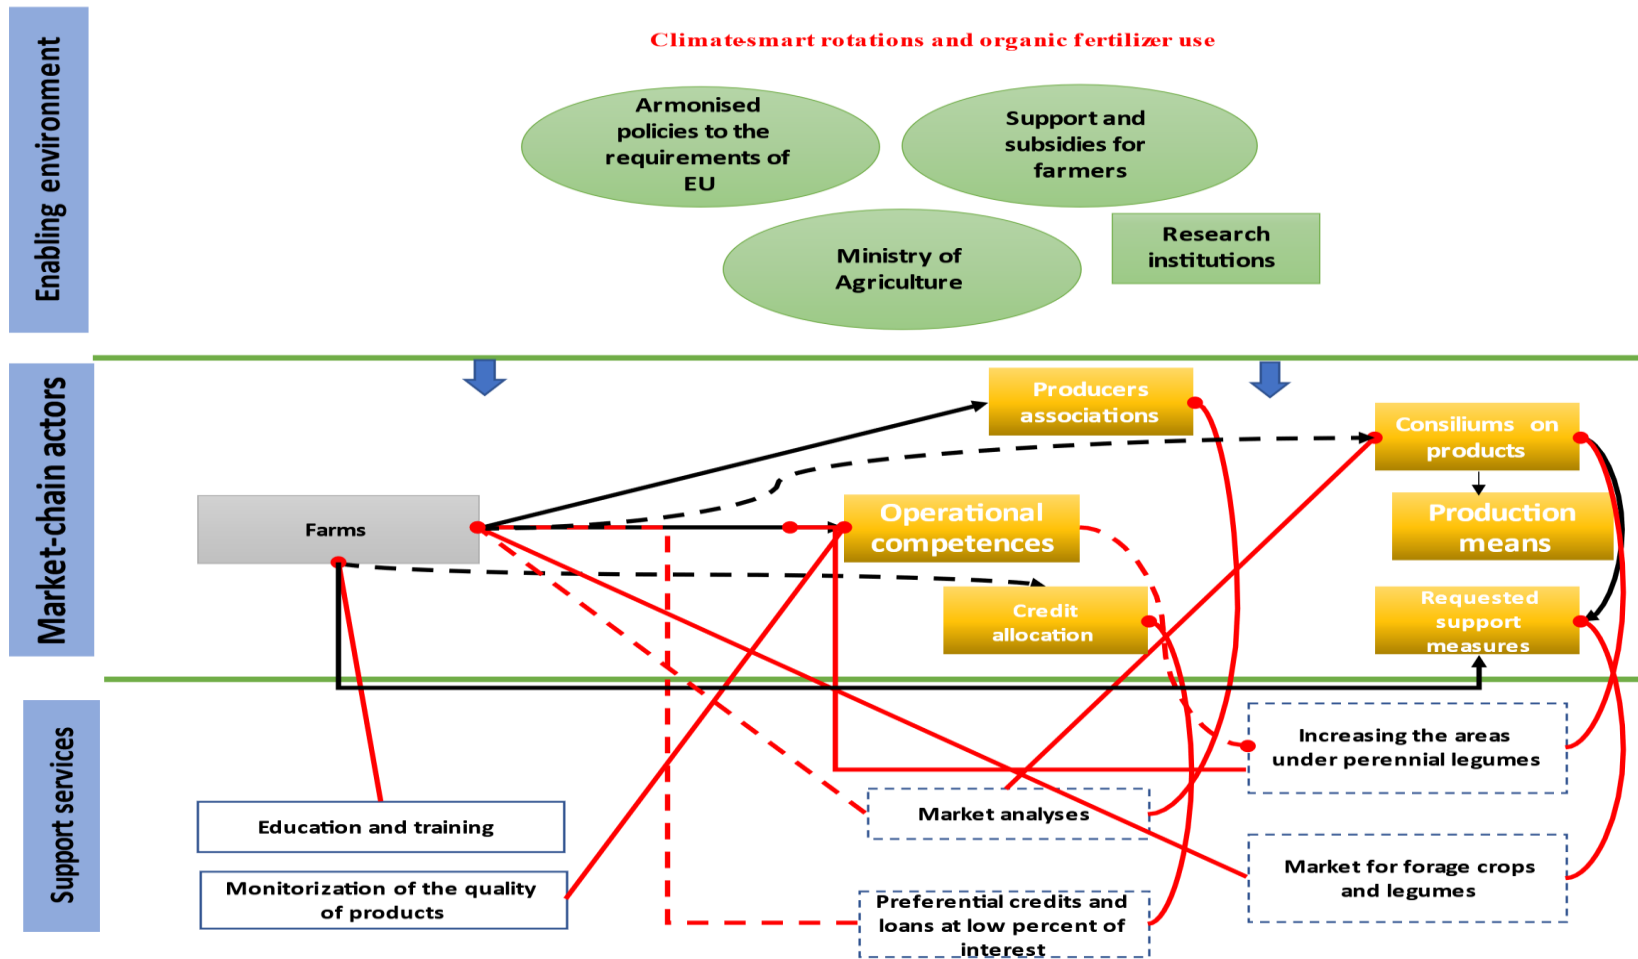 Enabling environment
Climate-smart rotations and organic fertilizer use
Armonised
policies to the
requirements of
EU
Support and
subsidies for
farmers
Ministry of
Agriculture
Research
institutions
Market-chain actors
Producers
associations
Consiliums on
products
Farms
Operational
competences
Production
means
Credit
allocation
Requested
support
measures
Support services
Increasing the areas
under perennial legumes
Education and training
Market analyses
Monitorization of the quality
of products
Market for forage crops
and legumes
Preferential credits and
loans at low percent of
interest